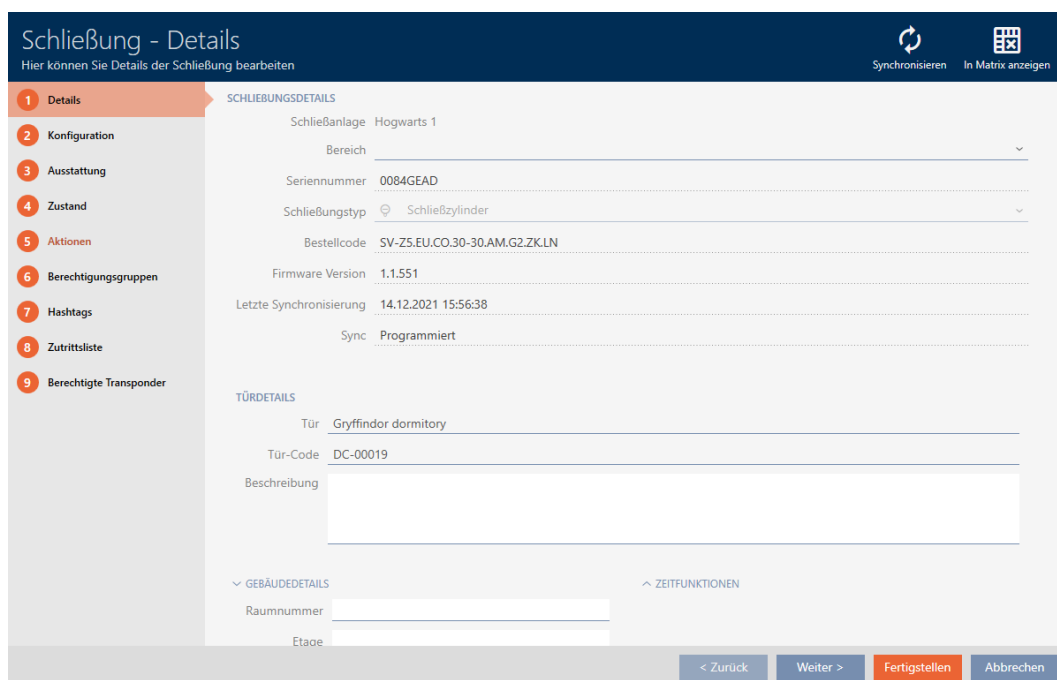 Schließung - Details
Hier können Sie Details der Schließung bearbeiten
Synchronisieren
In Matrix anzeigen
1 Details
2 Konfiguration
3 Ausstattung
4 Zustand
5 Aktionen
6 Berechtigungsgruppen
7 Hashtags
8 Zutrittsliste
9 Berechtigte Transponder
SCHLIEßUNGSDETAILS
Schließanlage Hogwarts 1
Bereich
Seriennummer 0084GEAD
Schließungstyp Schließzylinder
Bestellcode SV-Z5.EU.CO.30-30.AM.G2.ZK.LN
Firmware Version 1.1.551
Letzte Synchronisierung 14.12.2021 15:56:38
Sync Programmiert
TÜRDETAILS
Tür Gryffindor dormitory
Tür-Code DC-00019
Beschreibung
GEBÄUDEDETAILS
ZEITFUNKTIONEN
Raumnummer
Etage
< Zurück
Weiter >
Fertigstellen
Abbrechen